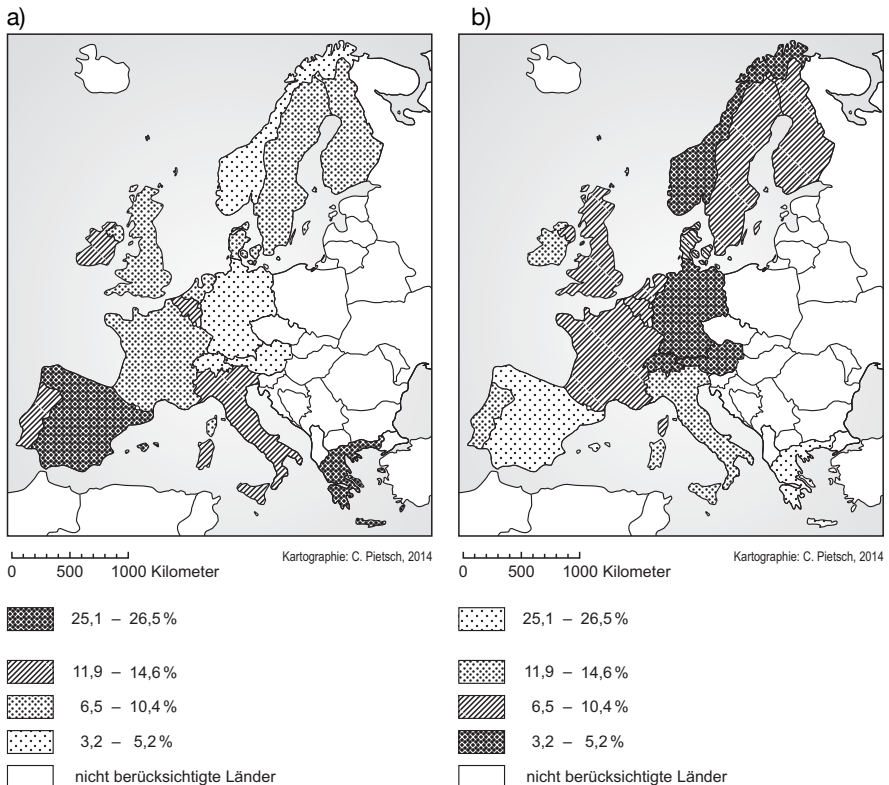 a)
b)
Kartographie: C. Pietsch, 2014
0 500 1000 Kilometer
Kartographie: C. Pietsch, 2014
0 500 1000 Kilometer
25,1 – 26,5 %
11,9 – 14,6 %
6,5 – 10,4 %
3,2 – 5,2 %
nicht berücksichtigte Länder
25,1 – 26,5 %
11,9 – 14,6 %
6,5 – 10,4 %
3,2 – 5,2 %
nicht berücksichtigte Länder